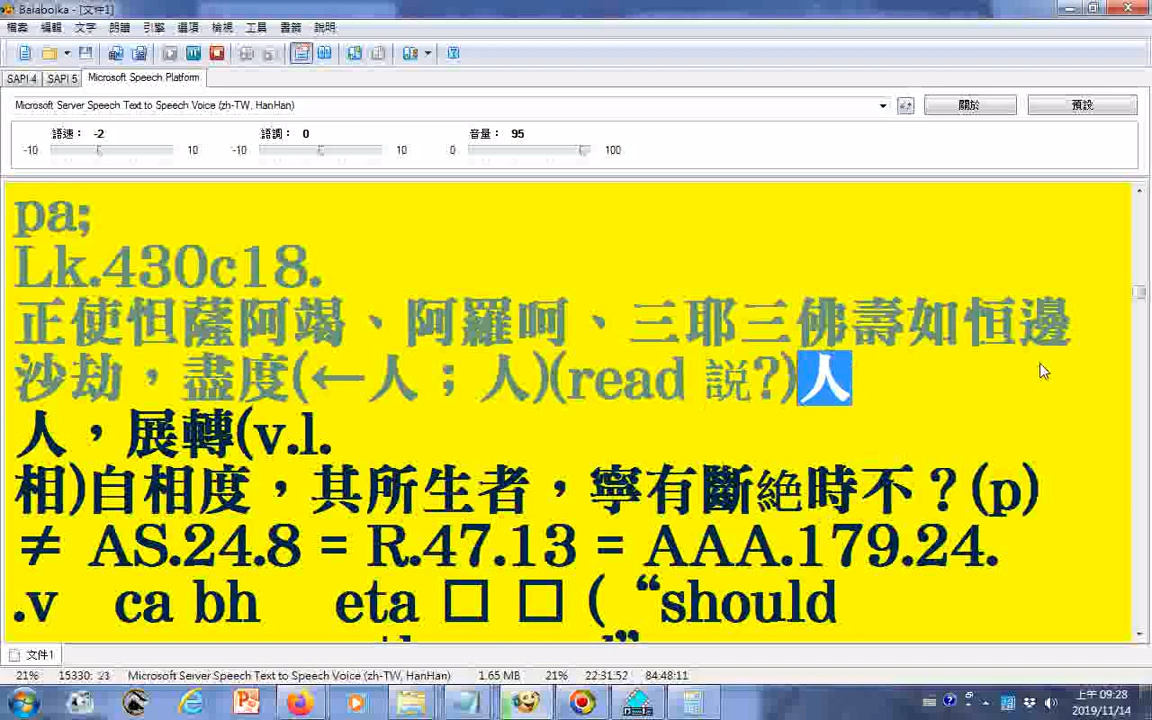 Balabolka - [文件1]
檔案 編輯 文字 朗讀 引擎 選項 檢視 工具 書籤 說明
SAPI 4 SAPI 5 Microsoft Speech Platform
Microsoft Server Speech Text to Speech Voice (zh-TW, HanHan) 關於 預設
語速： -2 語調： 0 音量： 95
-10 10 -10 10 0 100
pa;
Lk.430c18.
正使怛薩阿竭、阿羅呵、三耶三佛壽如恒邊
沙劫，盡度(←人；人)(read 説?)人
人，展轉(v.l.
相)自相度，其所生者，寧有斷絶時不？(p)
≠ AS.24.8 = R.47.13 = AAA.179.24.
.v ca bh eta □ □ ( “should
文件1
21% 15330: 23 Microsoft Server Speech Text to Speech Voice (zh-TW, HanHan) 1.65 MB 21% 22:31:52 84:48:11
上午 09:28
2019/11/14